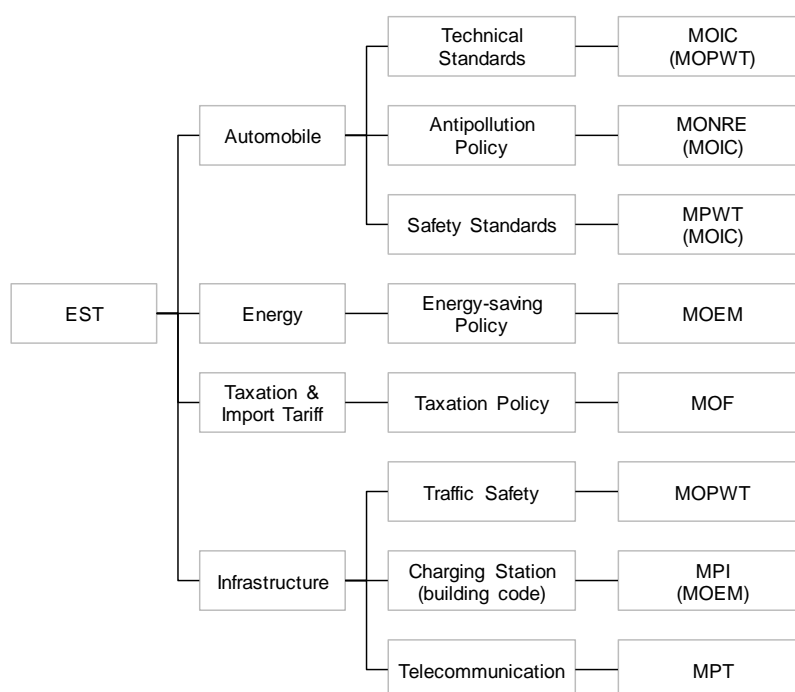 Technical
Standards
MOIC
(MOPWT)
Automobile
Antipollution
Policy
MONRE
(MOIC)
Safety Standards
MPWT
(MOIC)
EST
Energy
Energy-saving
Policy
MOEM
Taxation &
Import Tariff
Taxation Policy
MOF
Traffic Safety
MOPWT
Infrastructure
Charging Station
(building code)
MPI
(MOEM)
Telecommunication
MPT